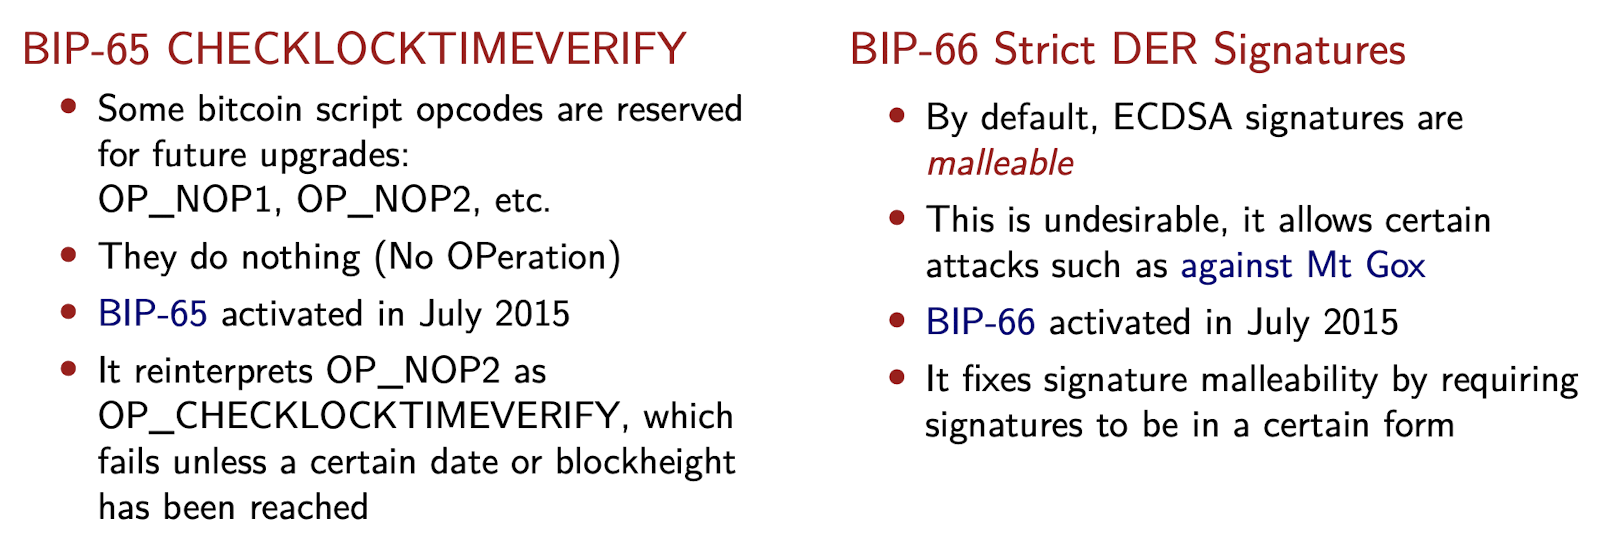 BIP-65 CHECKLOCKTIMEVERIFY
• Some bitcoin script opcodes are reserved
for future upgrades:
OP_NOP1, OP_NOP2, etc.
• They do nothing (No OPeration)
• BIP-65 activated in July 2015
• It reinterprets OP_NOP2 as
OP_CHECKLOCKTIMEVERIFY, which
fails unless a certain date or blockheight
has been reached
BIP-66 Strict DER Signatures
• By default, ECDSA signatures are
malleable
• This is undesirable, it allows certain
attacks such as against Mt Gox
• BIP-66 activated in July 2015
• It fixes signature malleability by requiring
signatures to be in a certain form